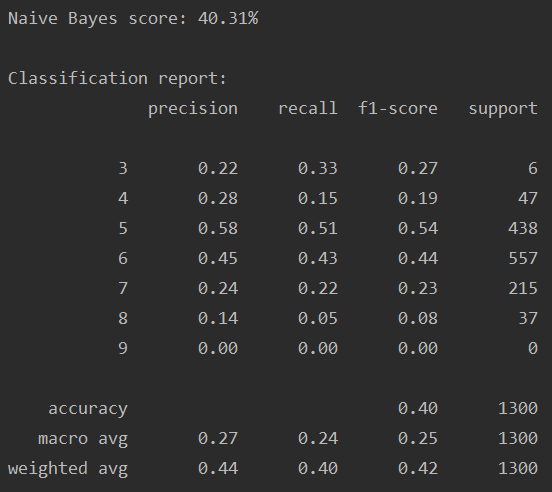 Naive Bayes score: 40.31%
Classification report:
precision recall f1-score support
3 0.22 0.33 0.27 6
4 0.28 0.15 0.19 47
5 0.58 0.51 0.54 438
6 0.45 0.43 0.44 557
7 0.24 0.22 0.23 215
8 0.14 0.05 0.08 37
9 0.00 0.00 0.00 0
accuracy 0.40 1300
macro avg 0.27 0.24 0.25 1300
weighted avg 0.44 0.40 0.42 1300